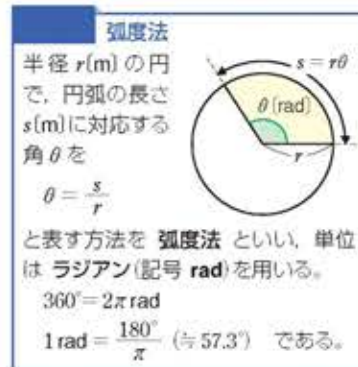 弧度法
半径 r〔m〕の円
で，円弧の長さ
s〔m〕に対応する
角 θ を
θ = s/r
s = rθ
θ〔rad〕
r
と表す方法を 弧度法 といい，単位
は ラジアン(記号 rad)を用いる。
360°＝2π rad
1 rad = 180°/π (≒ 57.3°) である。